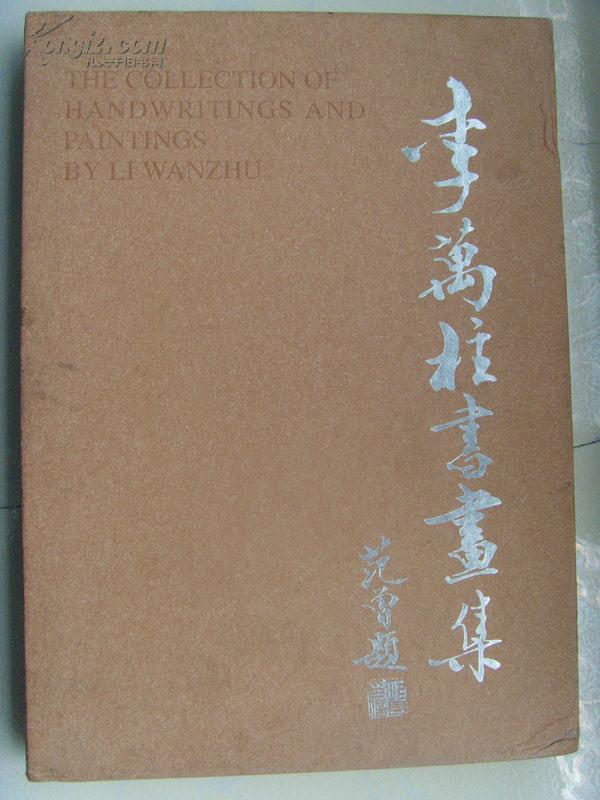 Kongfz.com
孔夫子旧书网
THE COLLECTION OF
HANDWRITINGS AND
PAINTINGS
BY LI WANZHU
李萬柱書畫集
范曾題